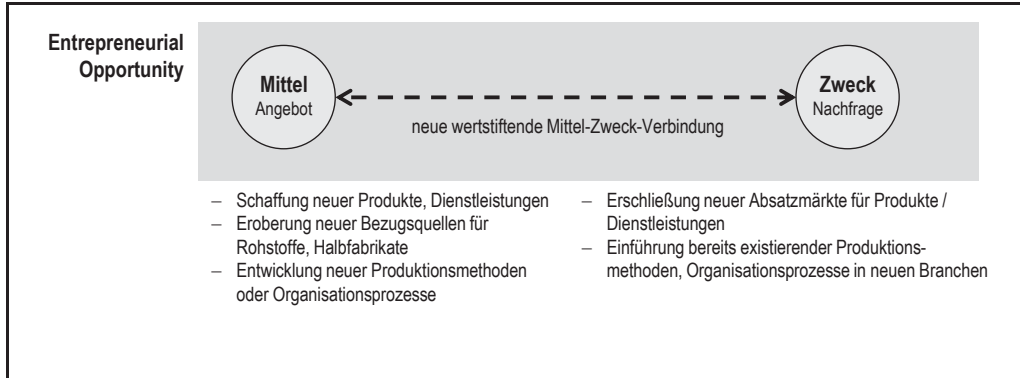 Entrepreneurial
Opportunity
Mittel
Angebot
Zweck
Nachfrage
neue wertstiftende Mittel-Zweck-Verbindung
– Schaffung neuer Produkte, Dienstleistungen
– Eroberung neuer Bezugsquellen für
Rohstoffe, Halbfabrikate
– Entwicklung neuer Produktionsmethoden
oder Organisationsprozesse
– Erschließung neuer Absatzmärkte für Produkte /
Dienstleistungen
– Einführung bereits existierender Produktions-
methoden, Organisationsprozesse in neuen Branchen